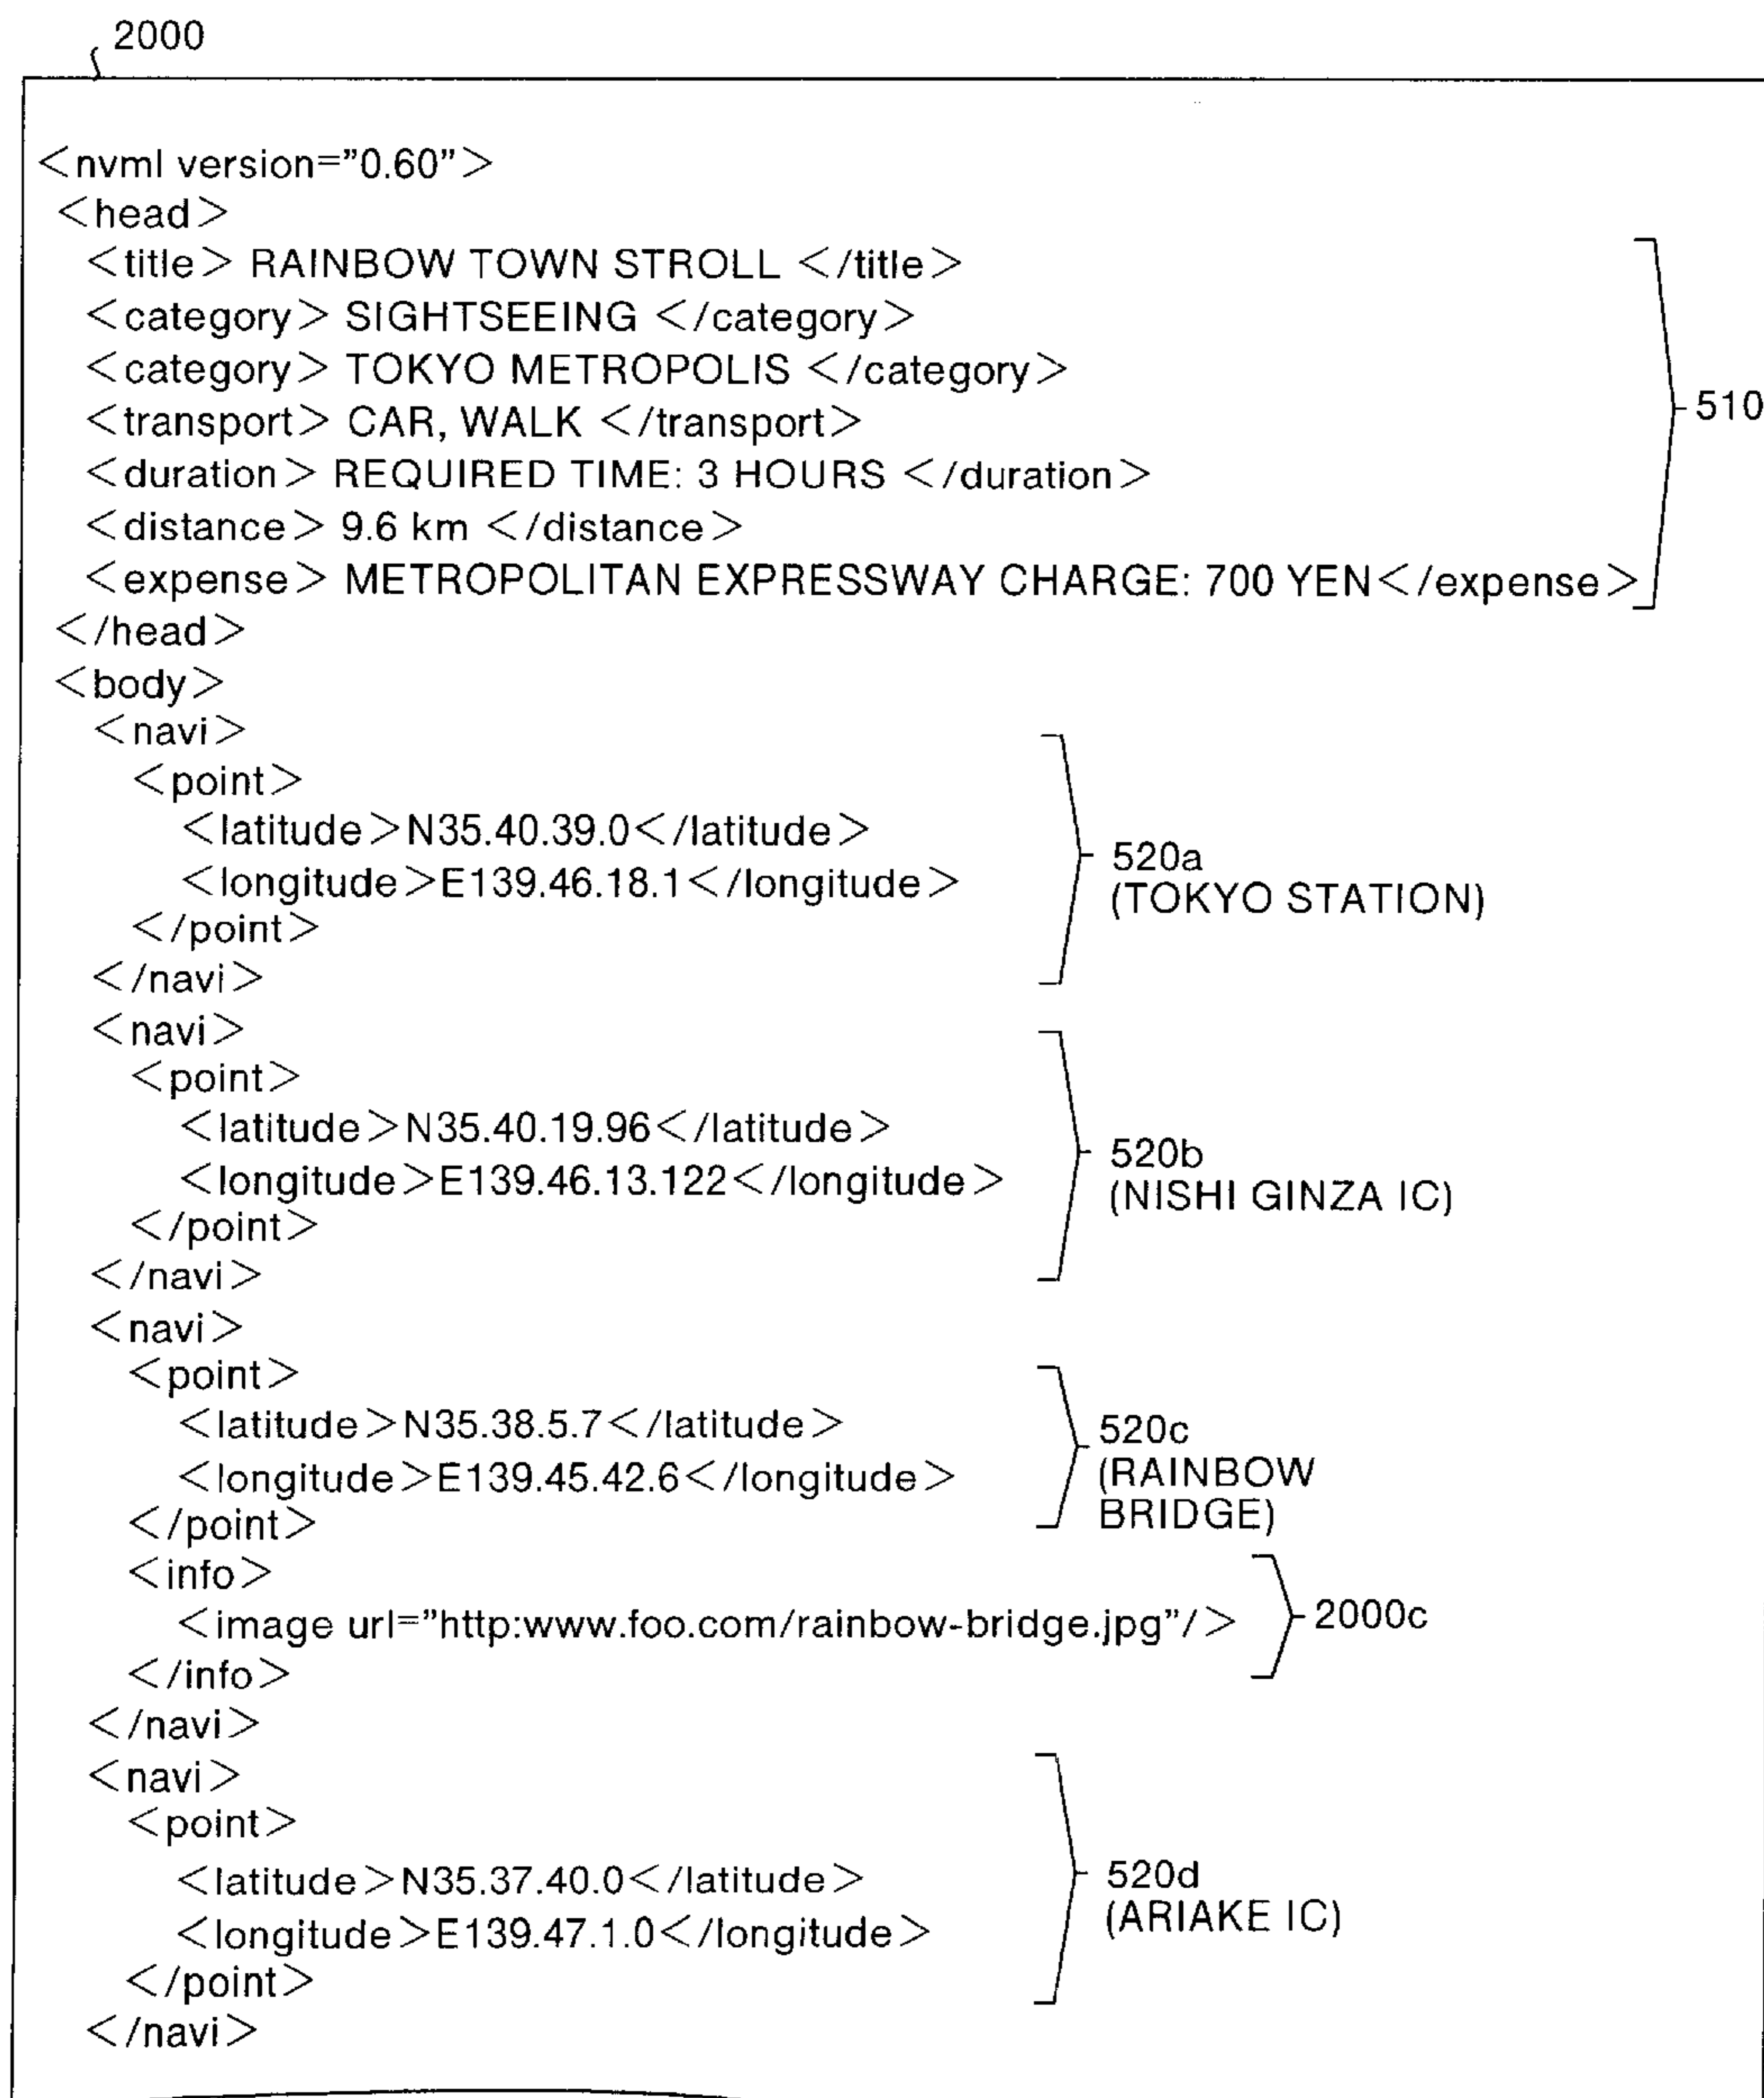 2000
<nvml version="0.60">
<head>
<title> RAINBOW TOWN STROLL </title>
<category> SIGHTSEEING </category>
<category> TOKYO METROPOLIS </category>
<transport> CAR, WALK </transport>
510
<duration> REQUIRED TIME: 3 HOURS </duration>
<distance> 9.6 km </distance>
<expense> METROPOLITAN EXPRESSWAY CHARGE: 700 YEN</expense>
</head>
<body>
<navi>
<point>
<latitude>N35.40.39.0</latitude>
<longitude>E139.46.18.1</longitude>
</point>
</navi>
520a
(TOKYO STATION)
<navi>
<point>
<latitude>N35.40.19.96</latitude>
<longitude>E139.46.13.122</longitude>
</point>
</navi>
520b
(NISHI GINZA IC)
<navi>
<point>
<latitude>N35.38.5.7</latitude>
<longitude>E139.45.42.6</longitude>
</point>
520c
(RAINBOW
BRIDGE)
<info>
<image url="http:www.foo.com/rainbow-bridge.jpg"/>
</info>
2000c
</navi>
<navi>
<point>
<latitude>N35.37.40.0</latitude>
<longitude>E139.47.1.0</longitude>
</point>
</navi>
520d
(ARIAKE IC)